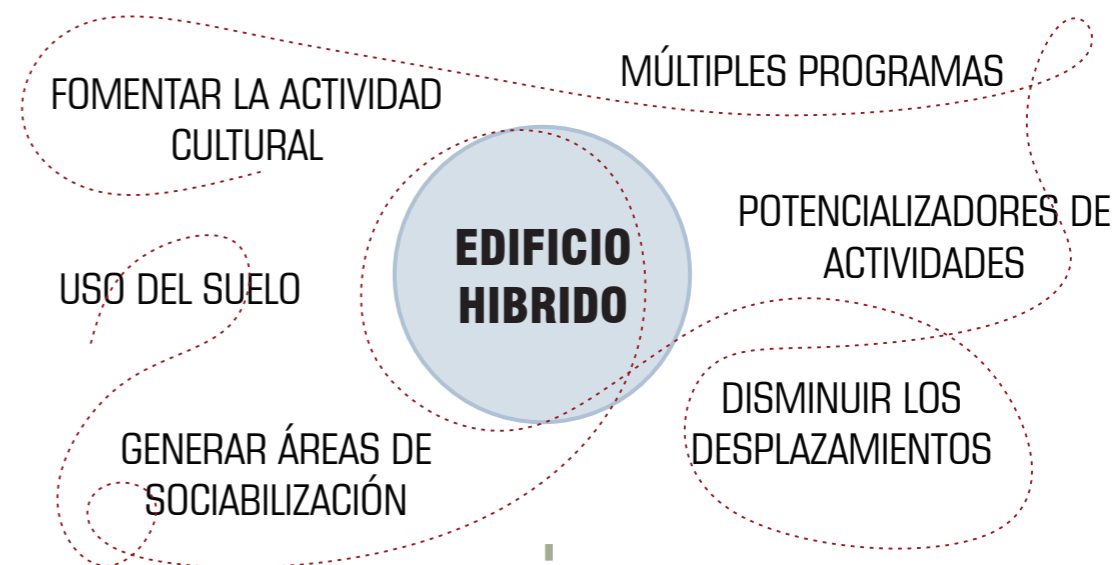 FOMENTAR LA ACTIVIDAD
CULTURAL
MÚLTIPLES PROGRAMAS
EDIFICIO
HIBRIDO
POTENCIALIZADORES DE
ACTIVIDADES
USO DEL SUELO
DISMINUIR LOS
DESPLAZAMIENTOS
GENERAR ÁREAS DE
SOCIABILIZACIÓN